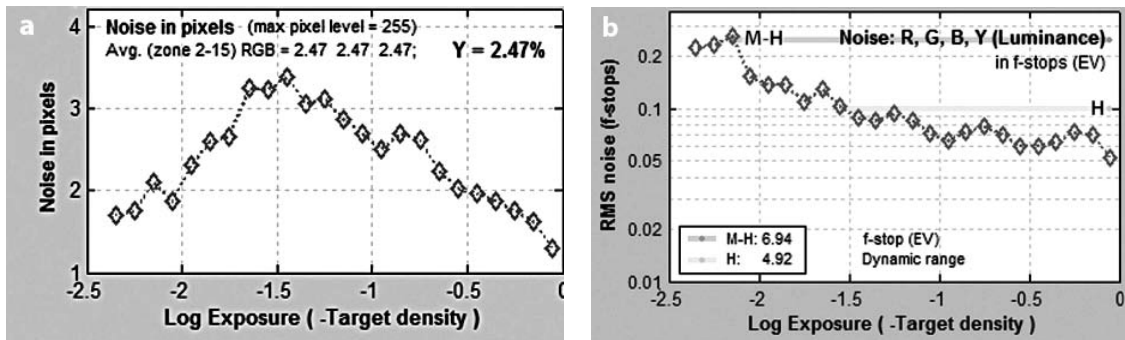 a
Noise in pixels (max pixel level = 255)
Avg. (zone 2-15) RGB = 2.47 2.47 2.47; Y = 2.47%
Noise in pixels
4
3
2
1
-2.5 -2 -1.5 -1 -0.5 0
Log Exposure ( -Target density )
b
M-H Noise: R, G, B, Y (Luminance)
in f-stops (EV)
H
RMS noise (f-stops)
0.2
0.1
0.05
0.02
0.01
M-H: 6.94 f-stop (EV)
H: 4.92 Dynamic range
-2.5 -2 -1.5 -1 -0.5 0
Log Exposure ( -Target density )